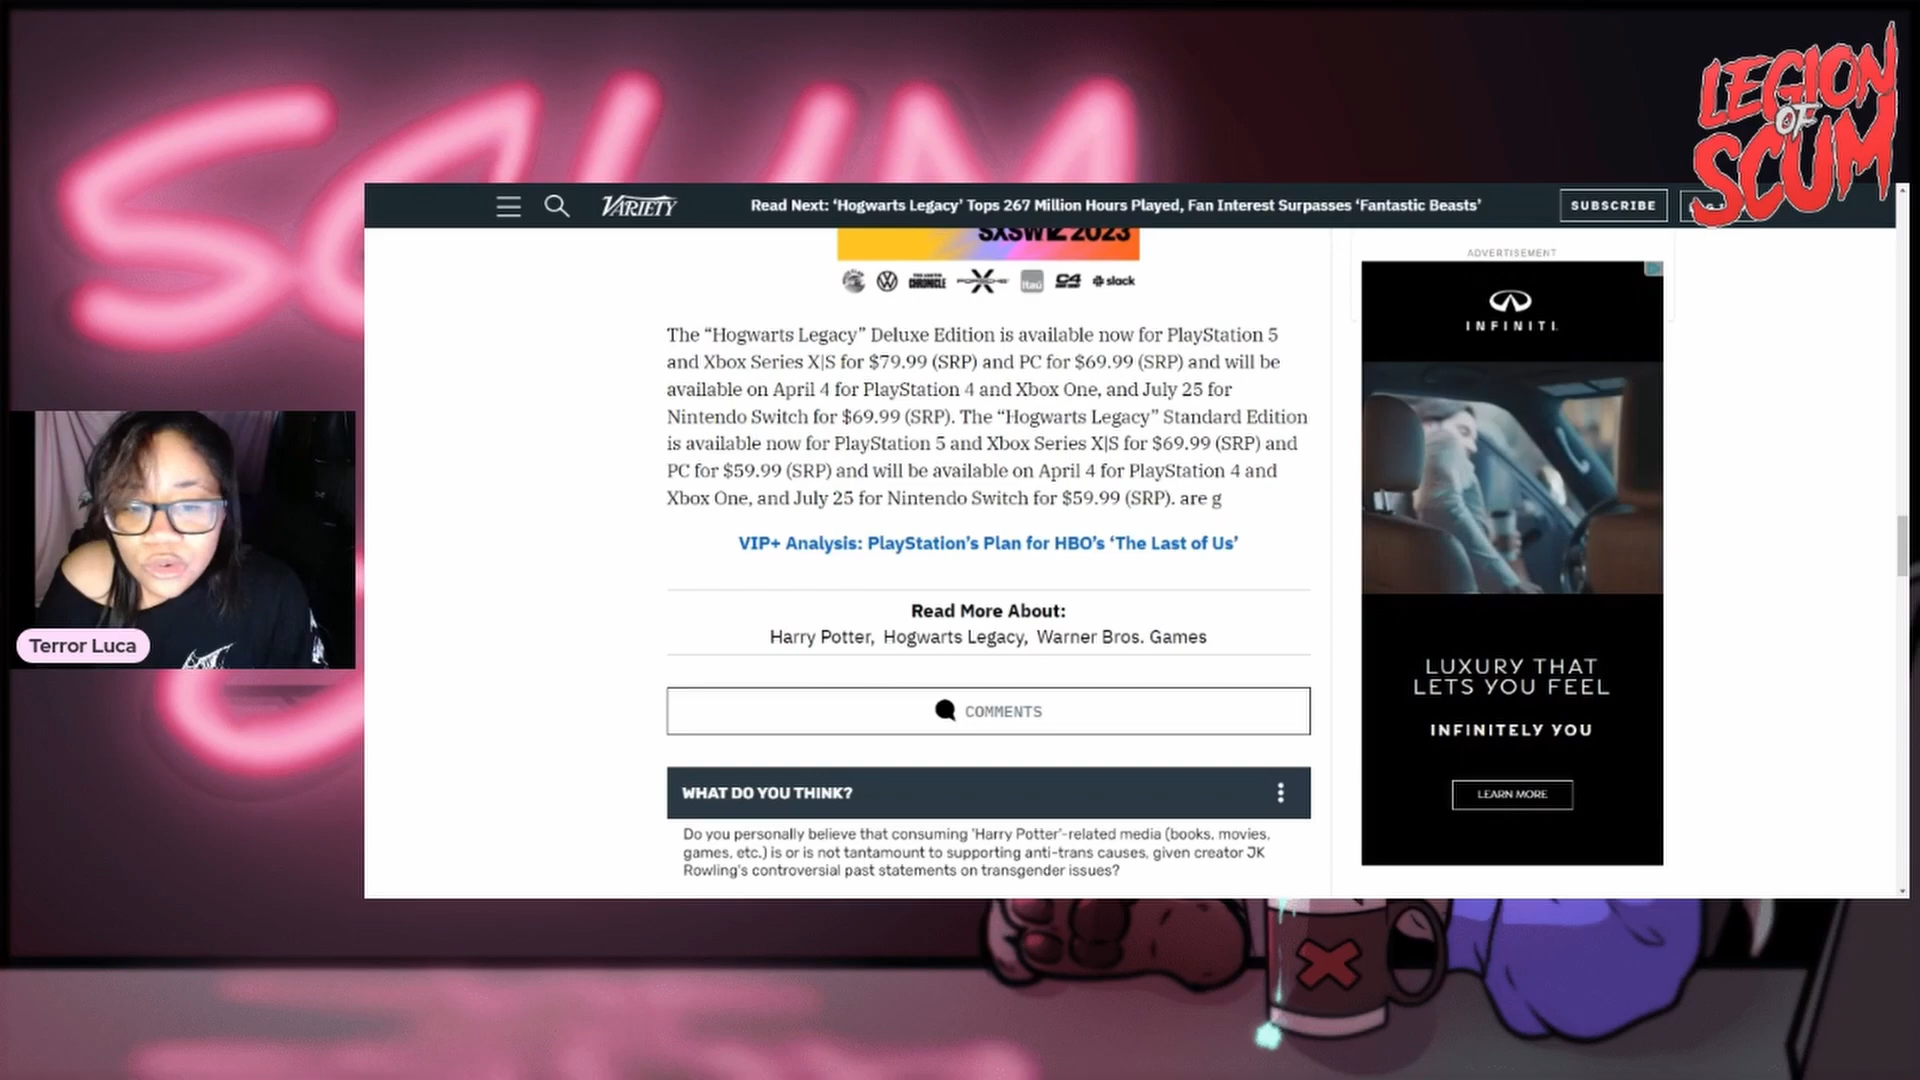 SCUM
LEGION
OF
SCUM
VARIETY
Read Next: ‘Hogwarts Legacy’ Tops 267 Million Hours Played, Fan Interest Surpasses ‘Fantastic Beasts’
SUBSCRIBE
SXSW 2023
CHRONICLE
PORSCHE
itaú
C4
slack
The “Hogwarts Legacy” Deluxe Edition is available now for PlayStation 5
and Xbox Series X|S for $79.99 (SRP) and PC for $69.99 (SRP) and will be
available on April 4 for PlayStation 4 and Xbox One, and July 25 for
Nintendo Switch for $69.99 (SRP). The “Hogwarts Legacy” Standard Edition
is available now for PlayStation 5 and Xbox Series X|S for $69.99 (SRP) and
PC for $59.99 (SRP) and will be available on April 4 for PlayStation 4 and
Xbox One, and July 25 for Nintendo Switch for $59.99 (SRP). are g
VIP+ Analysis: PlayStation’s Plan for HBO’s ‘The Last of Us’
Read More About:
Harry Potter, Hogwarts Legacy, Warner Bros. Games
COMMENTS
WHAT DO YOU THINK?
Do you personally believe that consuming 'Harry Potter'-related media (books, movies,
games, etc.) is or is not tantamount to supporting anti-trans causes, given creator JK
Rowling's controversial past statements on transgender issues?
ADVERTISEMENT
INFINITI
LUXURY THAT
LETS YOU FEEL
INFINITELY YOU
LEARN MORE
Terror Luca